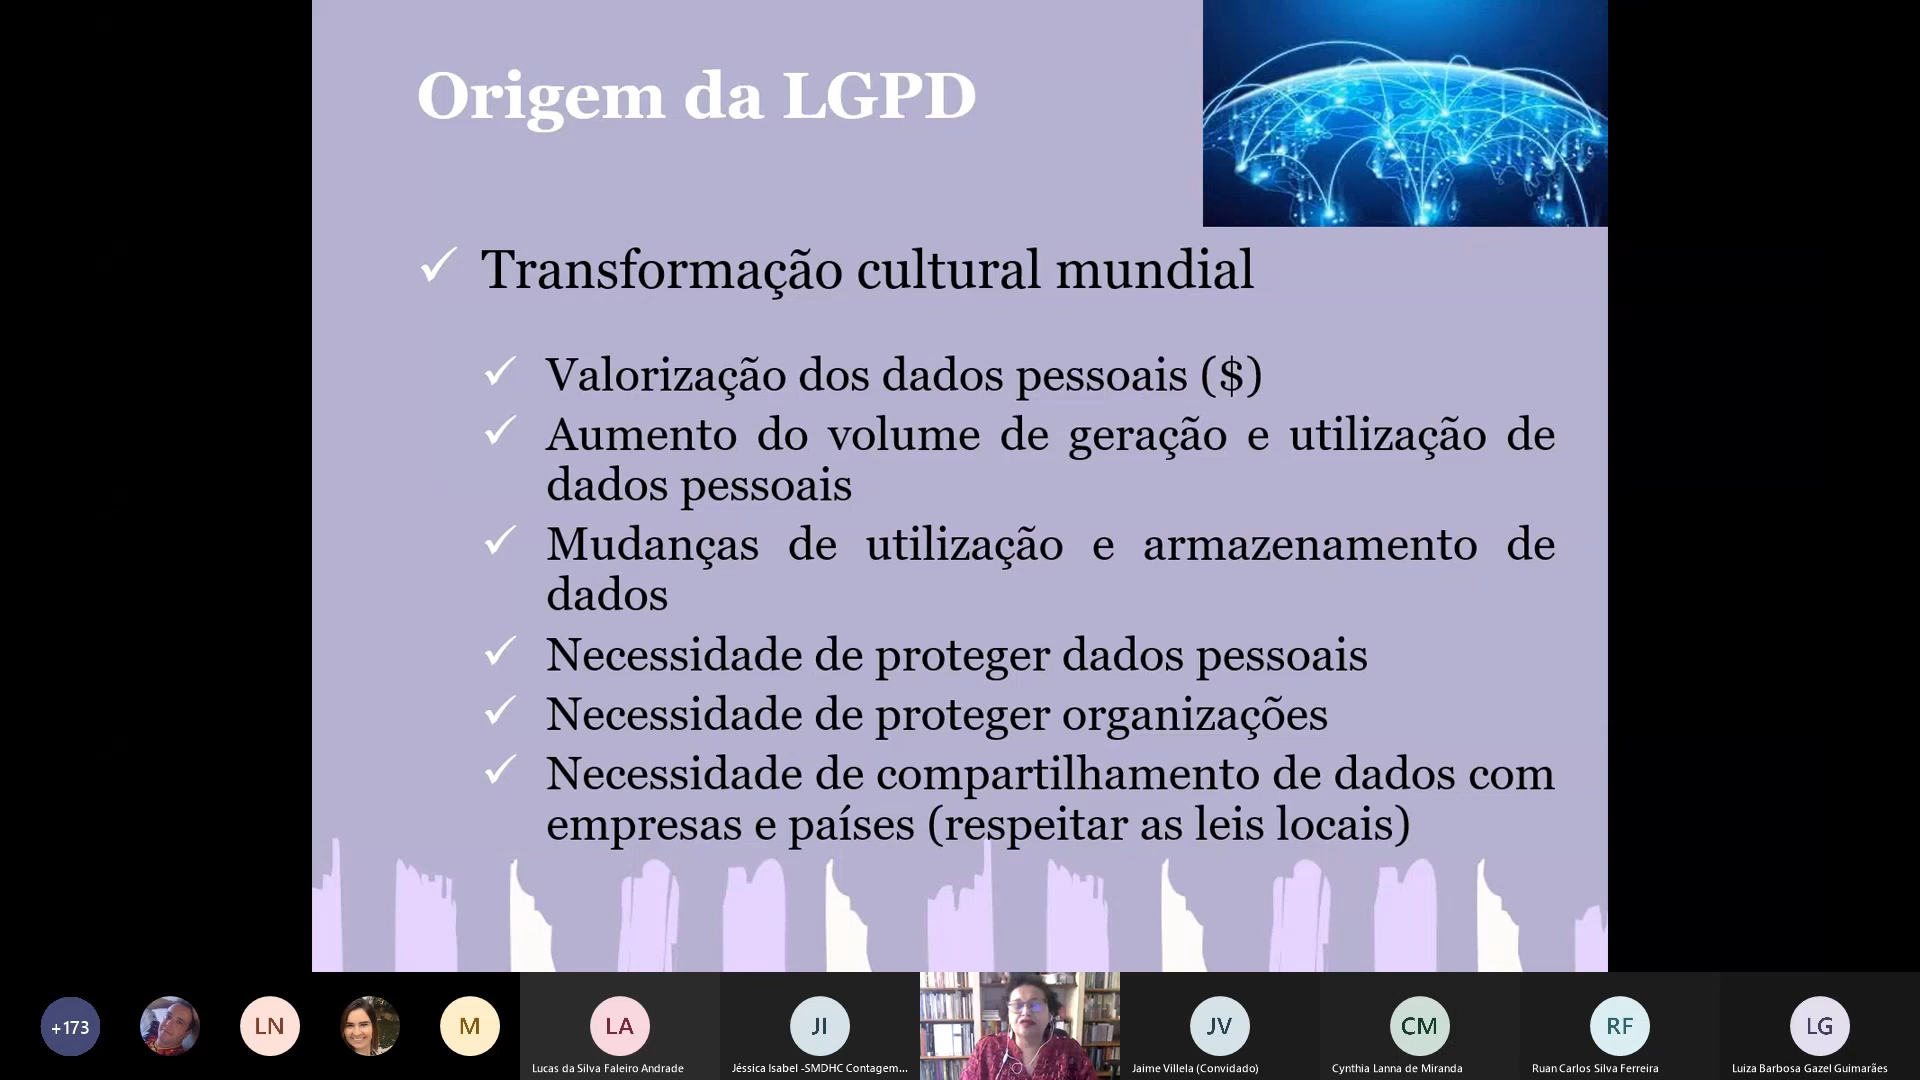 Origem da LGPD
Transformação cultural mundial
Valorização dos dados pessoais ($)
Aumento do volume de geração e utilização de
dados pessoais
Mudanças de utilização e armazenamento de
dados
Necessidade de proteger dados pessoais
Necessidade de proteger organizações
Necessidade de compartilhamento de dados com
empresas e países (respeitar as leis locais)
+173
LN
M
LA
JI
JV
CM
RF
LG
Lucas da Silva Faleiro Andrade
Jéssica Isabel -SMDHC Contagem...
Jaime Villela (Convidado)
Cynthia Lanna de Miranda
Ruan Carlos Silva Ferreira
Luiza Barbosa Gazel Guimarães